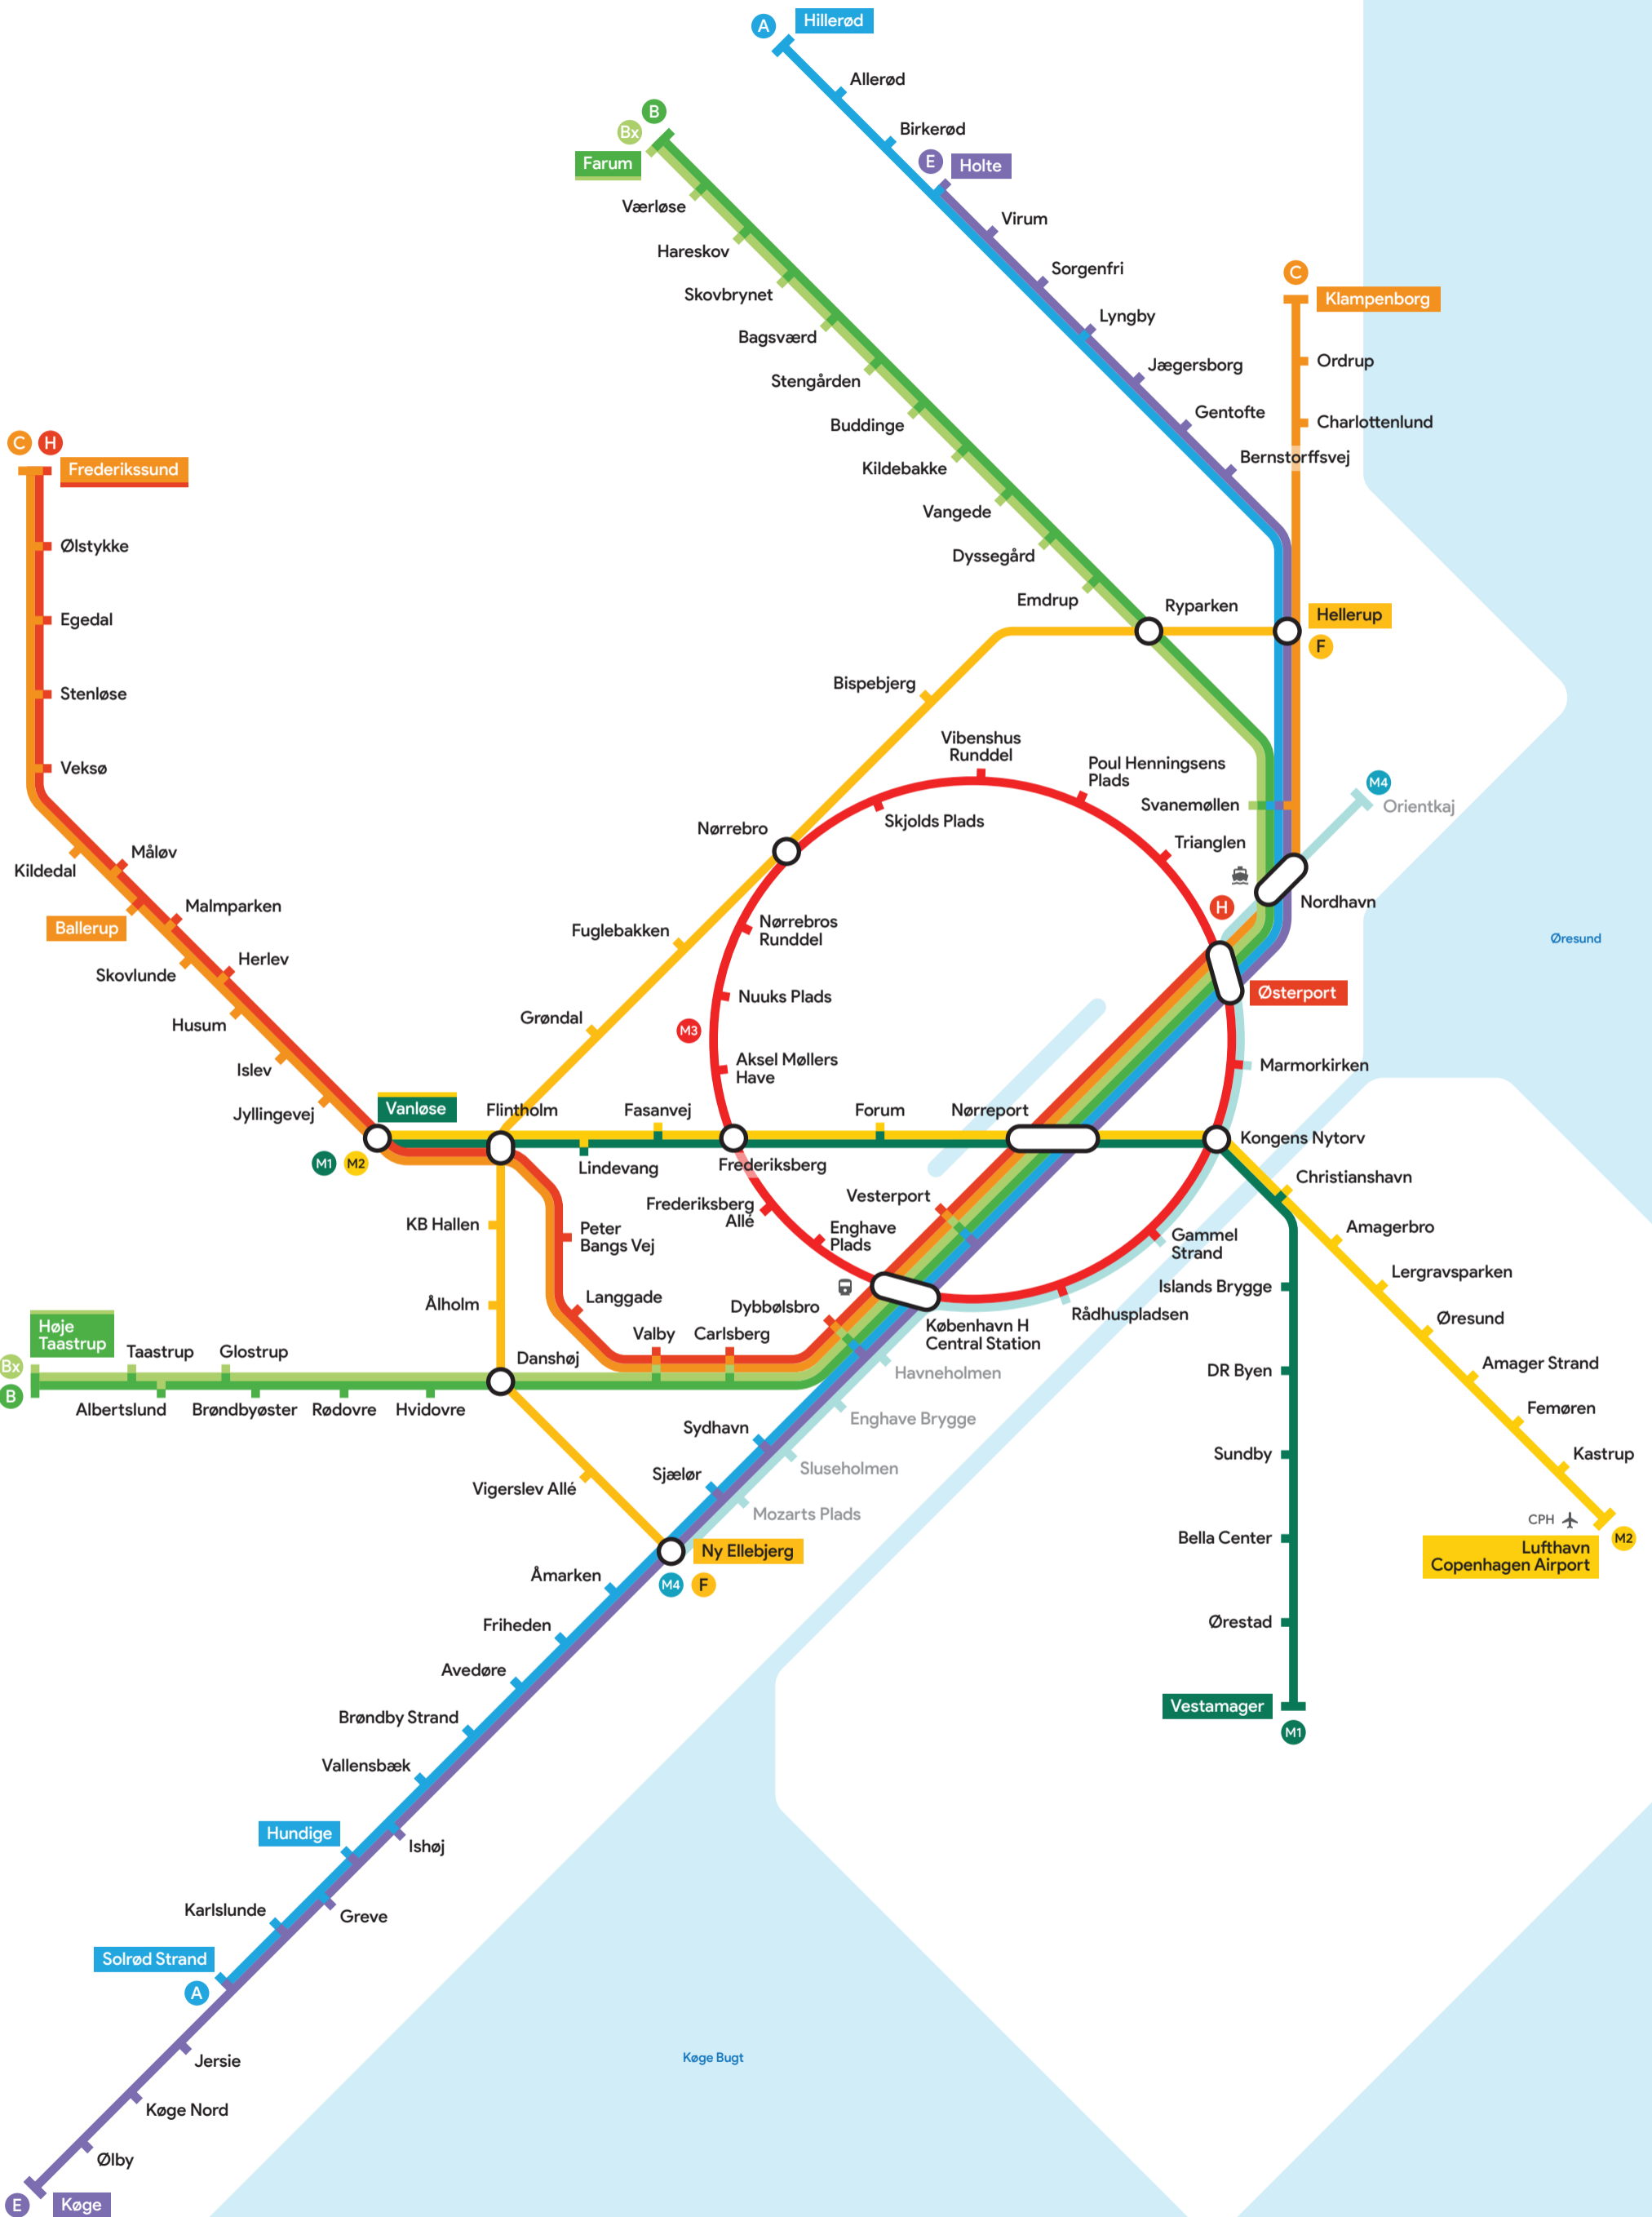 A
Hillerød
Allerød
Birkerød
B
Bx
Farum
Værløse
Hareskov
Skovbrynet
Bagsværd
Stengården
Buddinge
Kildebakke
Vangede
Dyssegård
Emdrup
Ryparken
E
Holte
Virum
Sorgenfri
Lyngby
Jægersborg
Gentofte
Bernstorffsvej
C
Klampenborg
Ordrup
Charlottenlund
Hellerup
F
C
H
Frederikssund
Ølstykke
Egedal
Stenløse
Veksø
Kildedal
Måløv
Ballerup
Malmparken
Skovlunde
Herlev
Husum
Islev
Jyllingevej
Vanløse
M1
M2
Bispebjerg
Nørrebro
Fuglebakken
Grøndal
Flintholm
Vibenshus
Runddel
Poul Henningsens
Plads
Skjolds Plads
Trianglen
Svanemøllen
M4
Orientkaj
Nordhavn
H
Østerport
Øresund
Nørrebros
Runddel
Nuuks Plads
M3
Aksel Møllers
Have
Marmorkirken
Fasanvej
Forum
Nørreport
Kongens Nytorv
Lindevang
Frederiksberg
Frederiksberg
Allé
Enghave
Plads
Vesterport
Christianshavn
Amagerbro
Lergravsparken
Øresund
Amager Strand
Femøren
Kastrup
CPH
Lufthavn
Copenhagen Airport
M2
Gammel
Strand
Rådhuspladsen
København H
Central Station
KB Hallen
Ålholm
Peter
Bangs Vej
Langgade
Valby
Carlsberg
Dybbølsbro
Danshøj
Høje
Taastrup
Bx
B
Taastrup
Glostrup
Albertslund
Brøndbyøster
Rødovre
Hvidovre
Islands Brygge
DR Byen
Sundby
Bella Center
Ørestad
Vestamager
M1
Havneholmen
Enghave Brygge
Sluseholmen
Mozarts Plads
Sydhavn
Sjælør
Vigerslev Allé
Ny Ellebjerg
M4
F
Åmarken
Friheden
Avedøre
Brøndby Strand
Vallensbæk
Hundige
Ishøj
Karlslunde
Greve
Solrød Strand
A
Jersie
Køge Nord
Ølby
E
Køge
Køge Bugt